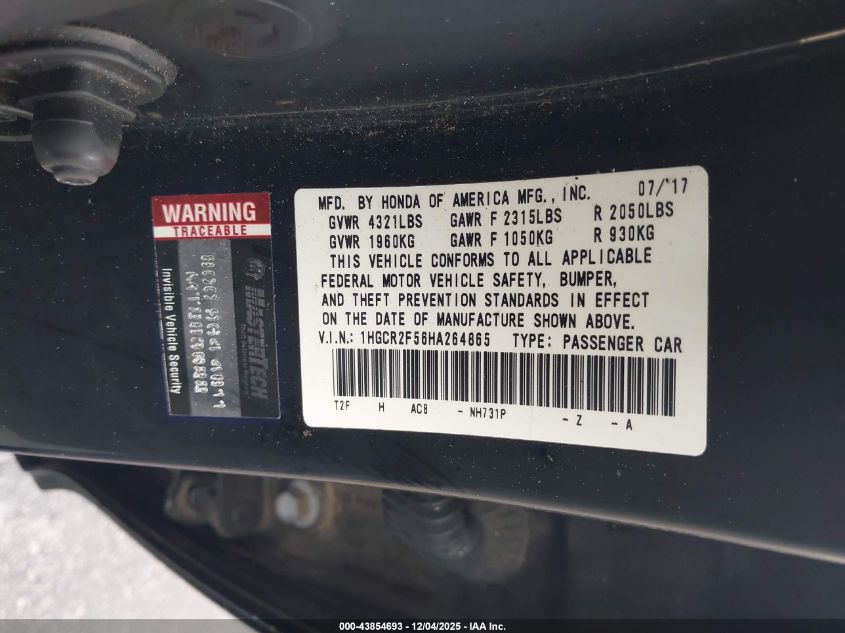 WARNING
TRACEABLE
MASTERTECH
Invisible Vehicle Security
MFD. BY HONDA OF AMERICA MFG., INC. 07/'17
GVWR 4321LBS GAWR F 2315LBS R 2050LBS
GVWR 1960KG GAWR F 1050KG R 930KG
THIS VEHICLE CONFORMS TO ALL APPLICABLE
FEDERAL MOTOR VEHICLE SAFETY, BUMPER,
AND THEFT PREVENTION STANDARDS IN EFFECT
ON THE DATE OF MANUFACTURE SHOWN ABOVE.
V.I.N.: 1HGCR2F56HA264865 TYPE: PASSENGER CAR
T2F H AC8 - NH731P - Z - A
000-43854693 - 12/04/2025 - IAA Inc.